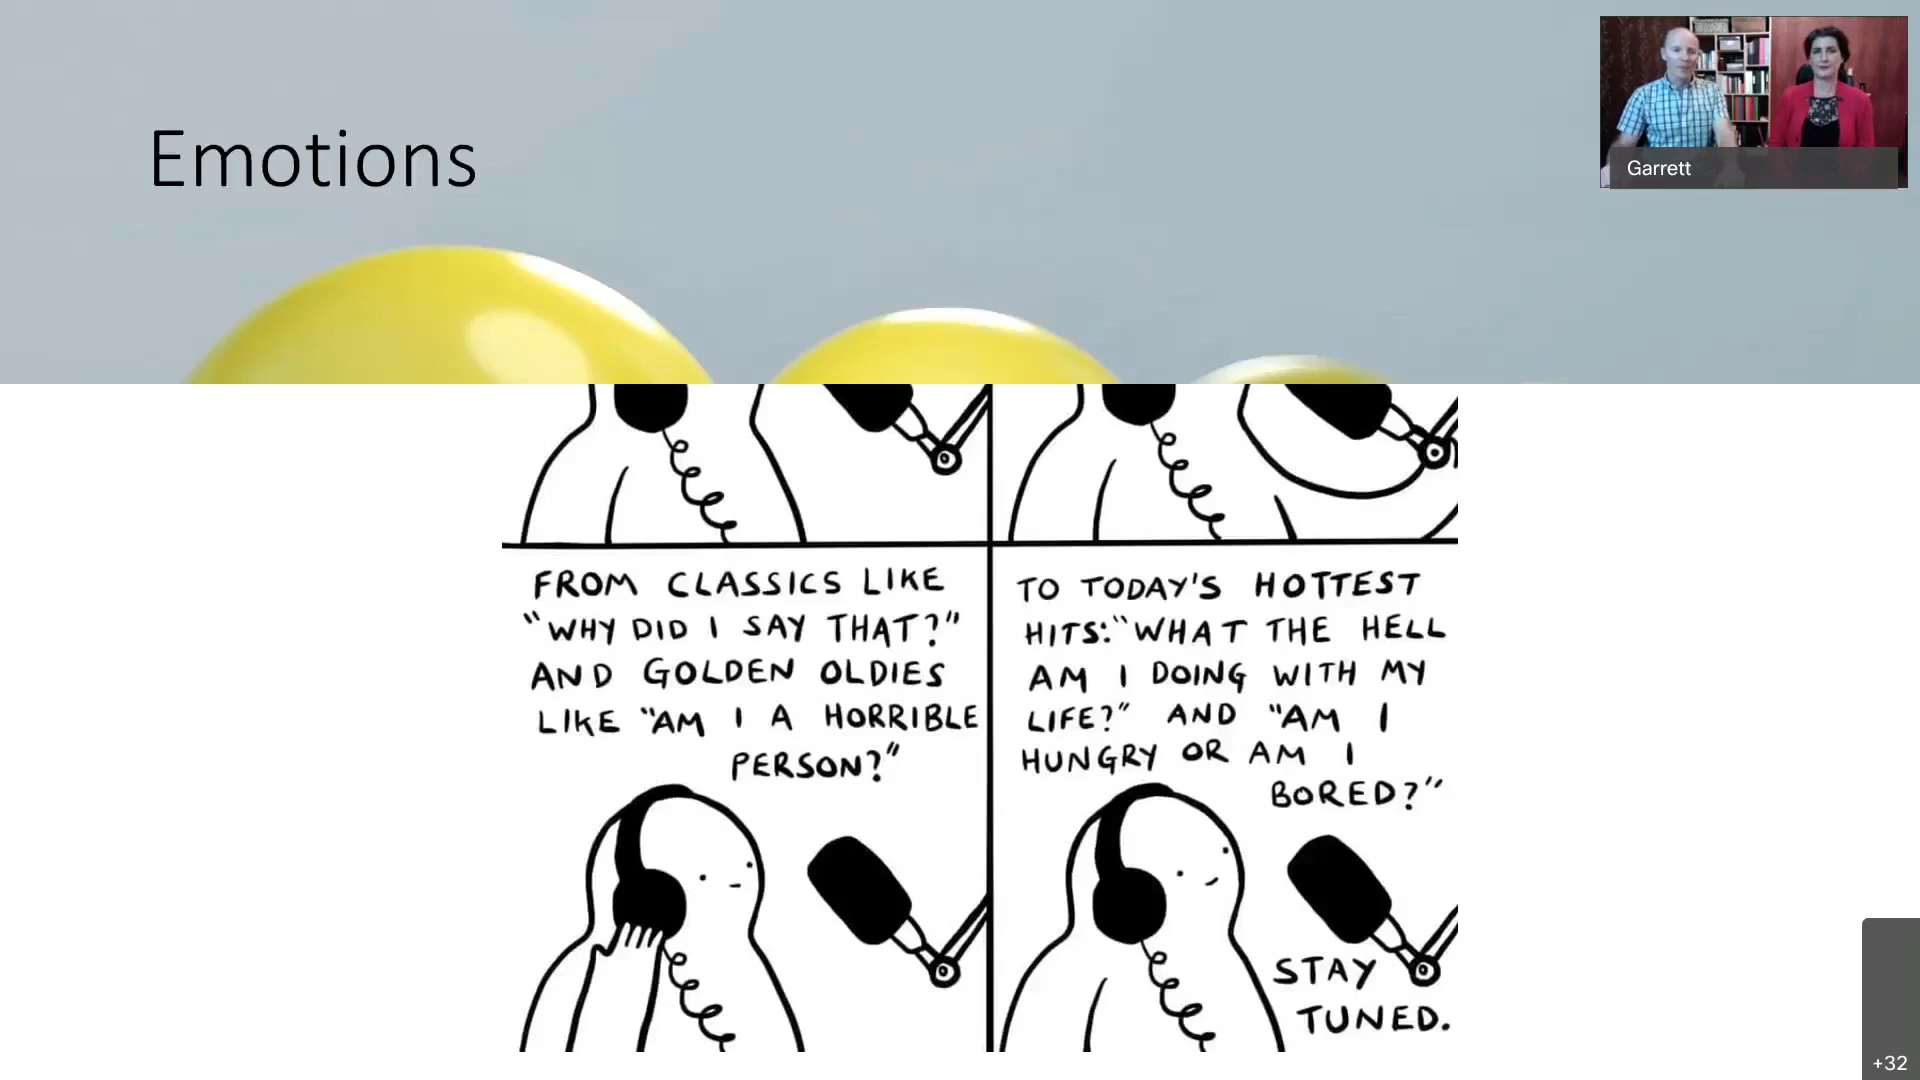 Emotions
Garrett
FROM CLASSICS LIKE
"WHY DID I SAY THAT?"
AND GOLDEN OLDIES
LIKE "AM I A HORRIBLE
PERSON?"
TO TODAY'S HOTTEST
HITS: "WHAT THE HELL
AM I DOING WITH MY
LIFE?" AND "AM I
HUNGRY OR AM I
BORED?"
STAY
TUNED.
+32